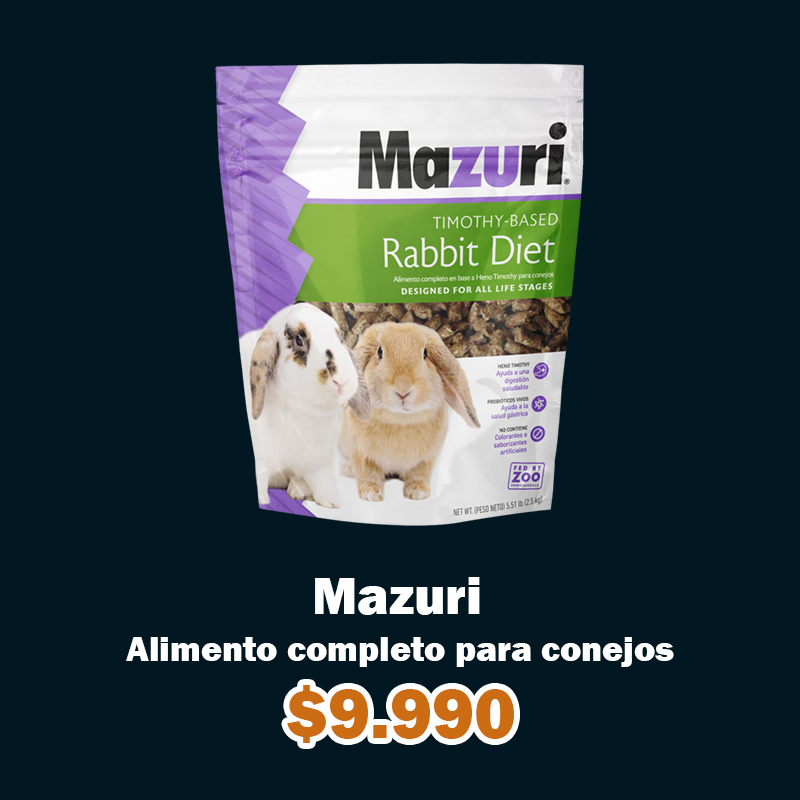 Mazuri®
TIMOTHY-BASED
Rabbit Diet
Alimento completo en base a Heno Timothy para conejos
DESIGNED FOR ALL LIFE STAGES
HENO TIMOTHY
Ayuda a una
digestión
saludable
PROBIÓTICOS VIVOS
Ayuda a la
salud gástrica
NO CONTIENE
Colorantes o
saborizantes
artificiales
FED BY
ZOO
PROFESSIONALS
NET WT. (PESO NETO) 5.51 lb (2.5 kg)
Mazuri
Alimento completo para conejos
$9.990